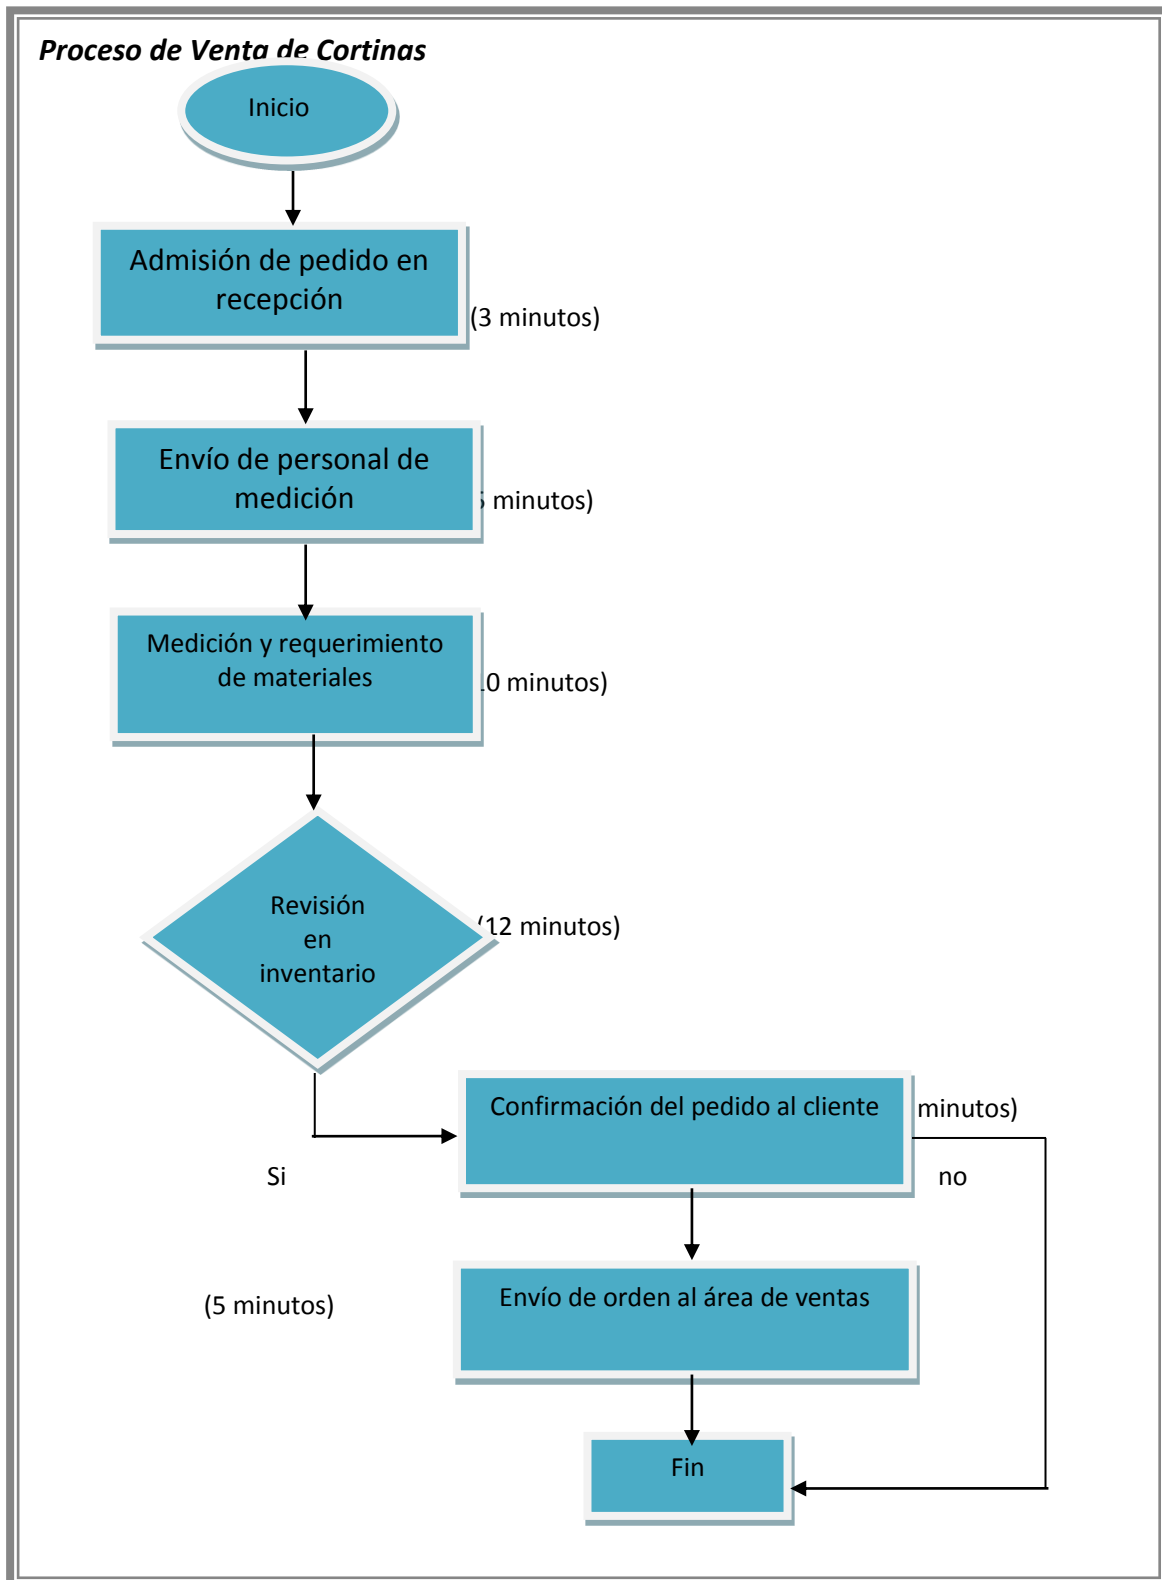 Proceso de Venta de Cortinas
Inicio
Admisión de pedido en
recepción
(3 minutos)
Envío de personal de
medición
minutos)
Medición y requerimiento
de materiales
0 minutos)
Revisión
en
inventario
(12 minutos)
Confirmación del pedido al cliente
minutos)
Si
no
Envío de orden al área de ventas
(5 minutos)
Fin